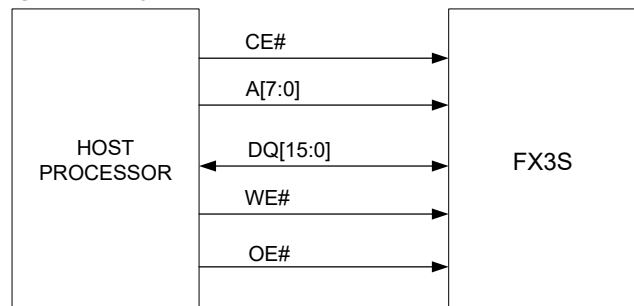 CE#
A[7:0]
HOST
PROCESSOR
DQ[15:0]
FX3S
WE#
OE#